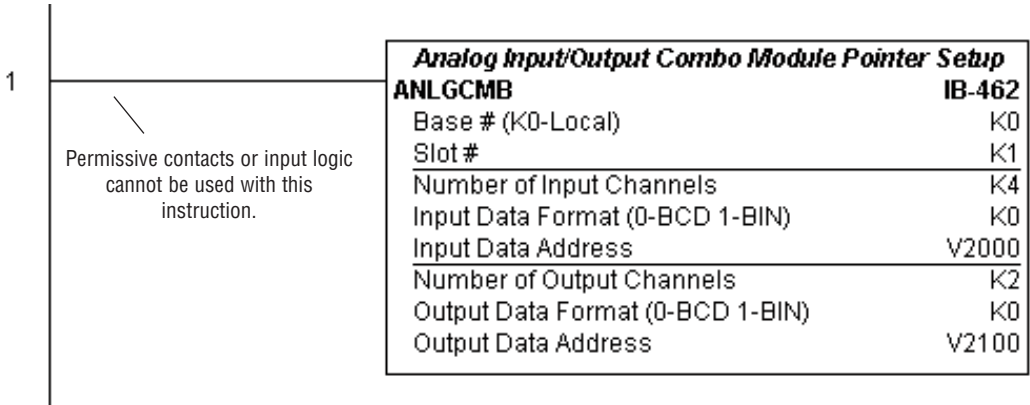 1
Analog Input/Output Combo Module Pointer Setup
ANLGCMB IB-462
Base # (K0-Local) K0
Slot # K1
Number of Input Channels K4
Input Data Format (0-BCD 1-BIN) K0
Input Data Address V2000
Number of Output Channels K2
Output Data Format (0-BCD 1-BIN) K0
Output Data Address V2100
Permissive contacts or input logic
cannot be used with this
instruction.